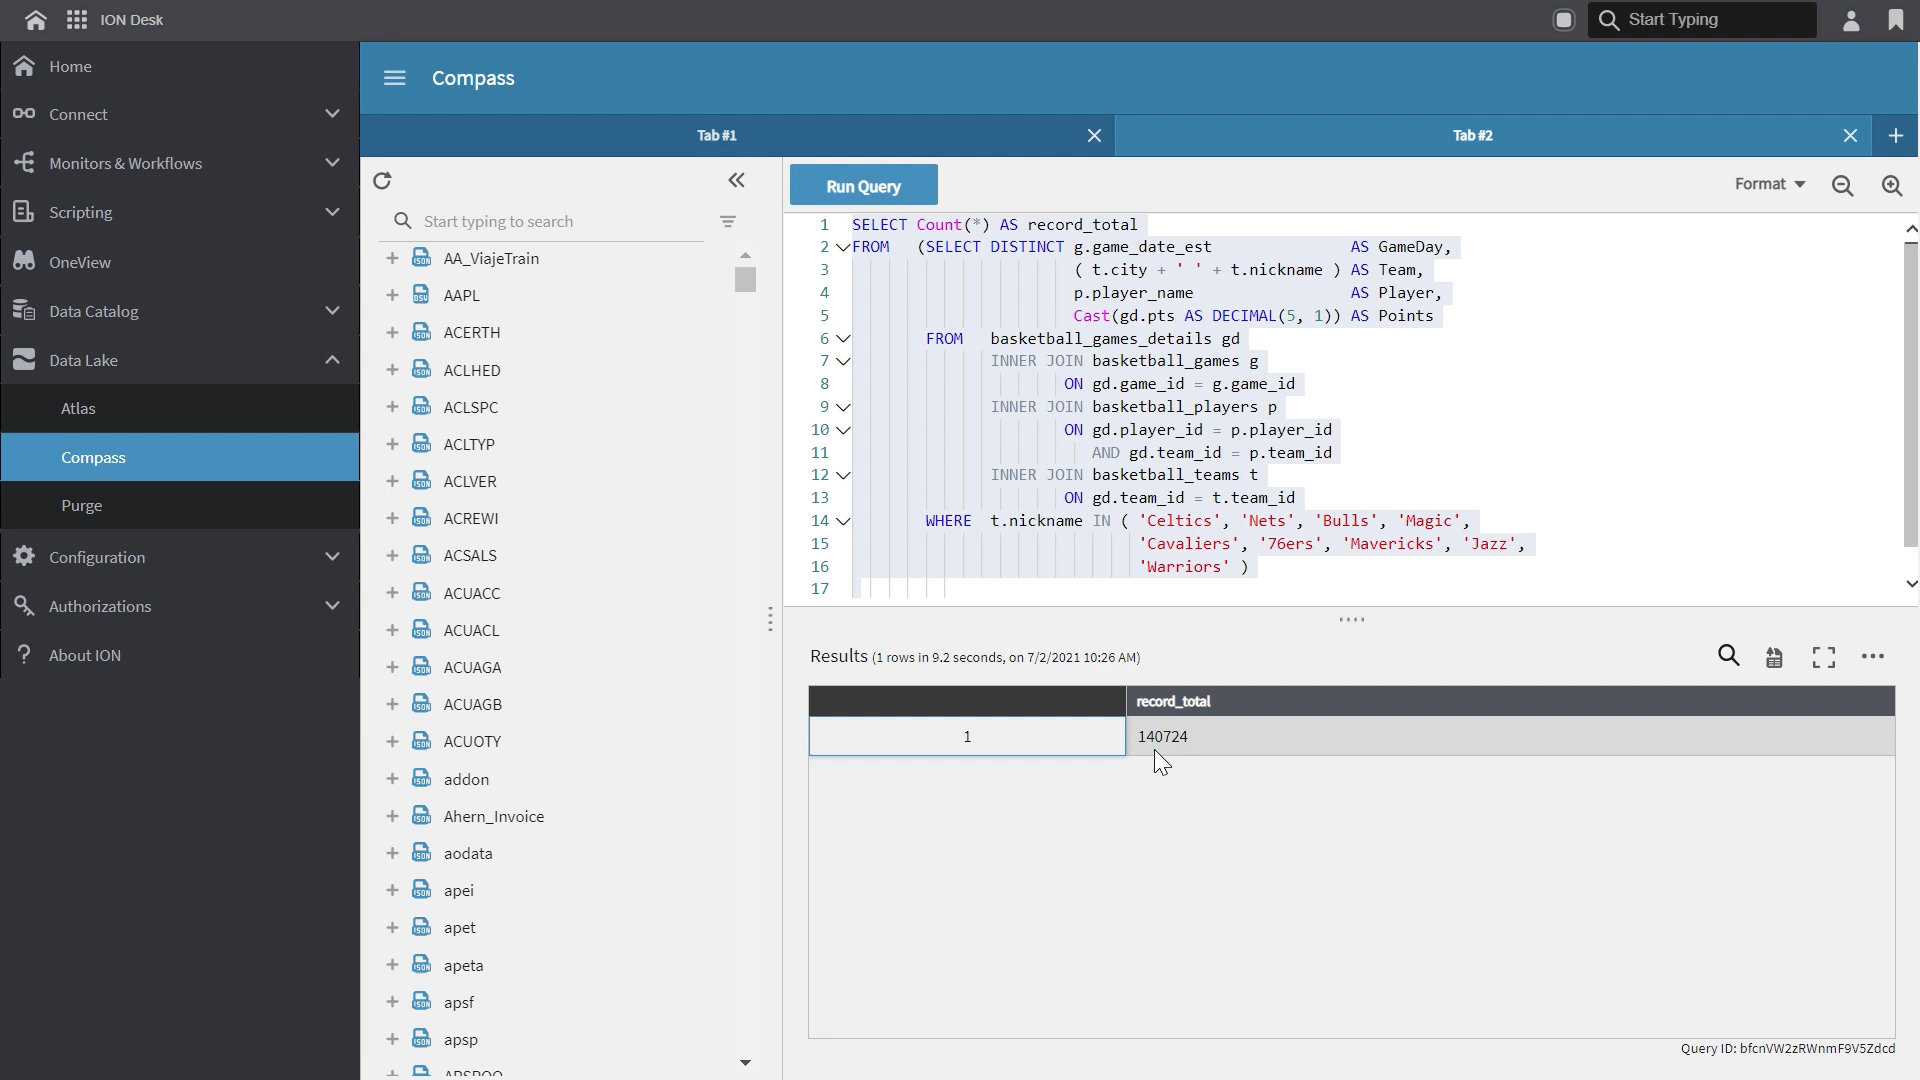 ION Desk
Start Typing
Home
Connect
Monitors & Workflows
Scripting
OneView
Data Catalog
Data Lake
Atlas
Compass
Purge
Configuration
Authorizations
About ION
Compass
Tab #1
Tab #2
Start typing to search
AA_ViajeTrain
AAPL
ACERTH
ACLHED
ACLSPC
ACLTYP
ACLVER
ACREWI
ACSALS
ACUACC
ACUACL
ACUAGA
ACUAGB
ACUOTY
addon
Ahern_Invoice
aodata
apei
apet
apeta
apsf
apsp
Run Query
Format
1 SELECT Count(*) AS record_total
2 FROM (SELECT DISTINCT g.game_date_est AS GameDay,
3 ( t.city + ' ' + t.nickname ) AS Team,
4 p.player_name AS Player,
5 Cast(gd.pts AS DECIMAL(5, 1)) AS Points
6 FROM basketball_games_details gd
7 INNER JOIN basketball_games g
8 ON gd.game_id = g.game_id
9 INNER JOIN basketball_players p
10 ON gd.player_id = p.player_id
11 AND gd.team_id = p.team_id
12 INNER JOIN basketball_teams t
13 ON gd.team_id = t.team_id
14 WHERE t.nickname IN ( 'Celtics', 'Nets', 'Bulls', 'Magic',
15 'Cavaliers', '76ers', 'Mavericks', 'Jazz',
16 'Warriors' )
17
Results (1 rows in 9.2 seconds, on 7/2/2021 10:26 AM)
record_total
1 140724
Query ID: bfcnVW2zRWnmF9V5Zdcd